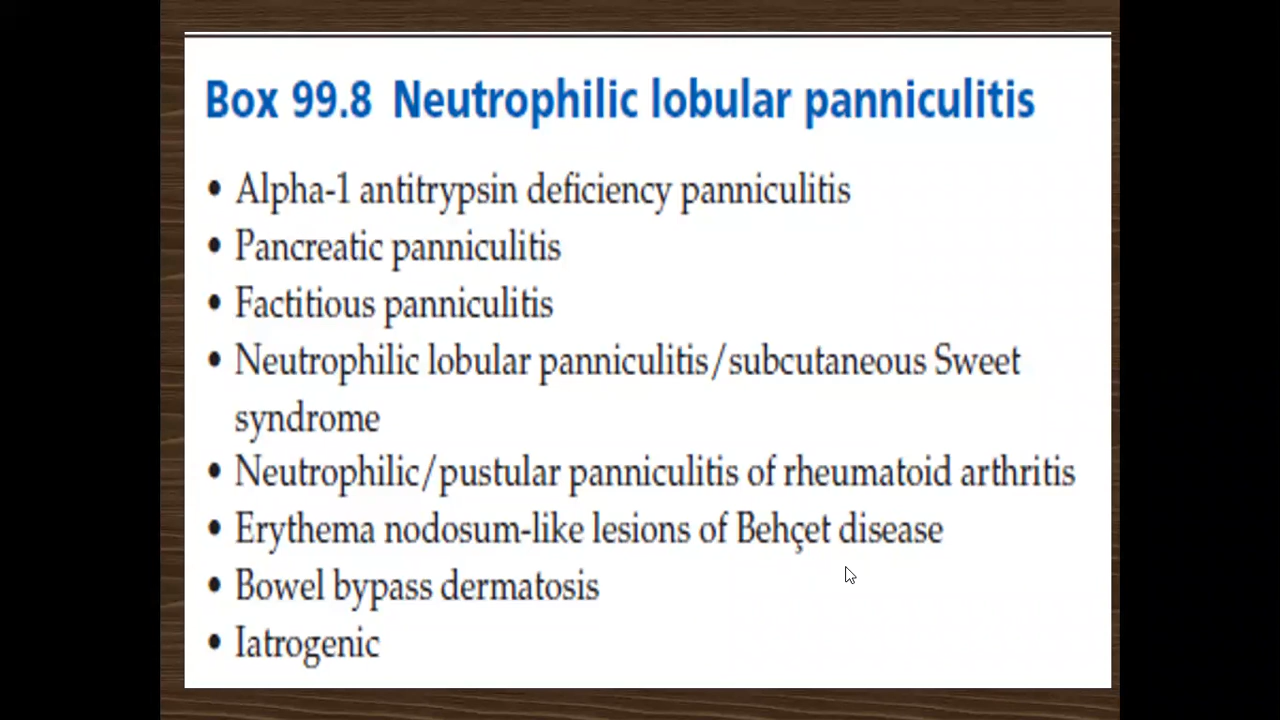 Box 99.8 Neutrophilic lobular panniculitis
• Alpha-1 antitrypsin deficiency panniculitis
• Pancreatic panniculitis
• Factitious panniculitis
• Neutrophilic lobular panniculitis/subcutaneous Sweet
syndrome
• Neutrophilic/pustular panniculitis of rheumatoid arthritis
• Erythema nodosum-like lesions of Behçet disease
• Bowel bypass dermatosis
• Iatrogenic